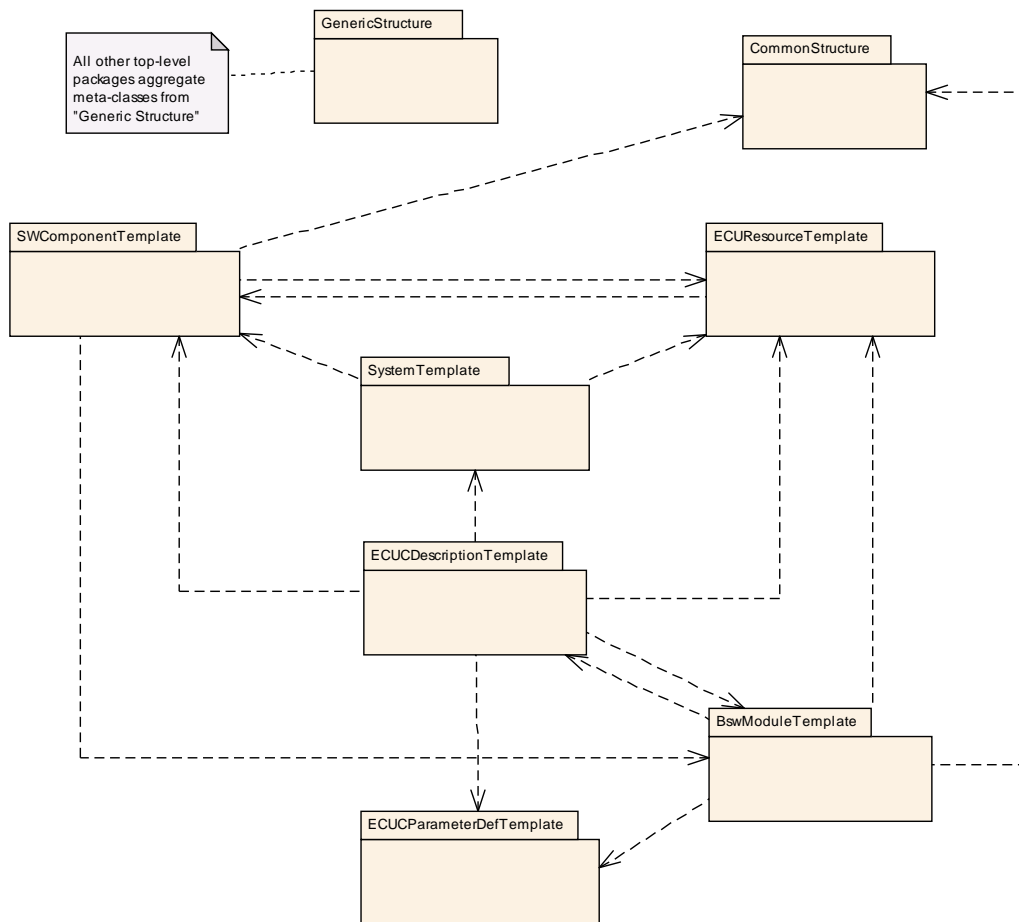 GenericStructure
All other top-level
packages aggregate
meta-classes from
"Generic Structure"
CommonStructure
SWComponentTemplate
ECUResourceTemplate
SystemTemplate
ECUCDescriptionTemplate
BswModuleTemplate
ECUCParameterDefTemplate